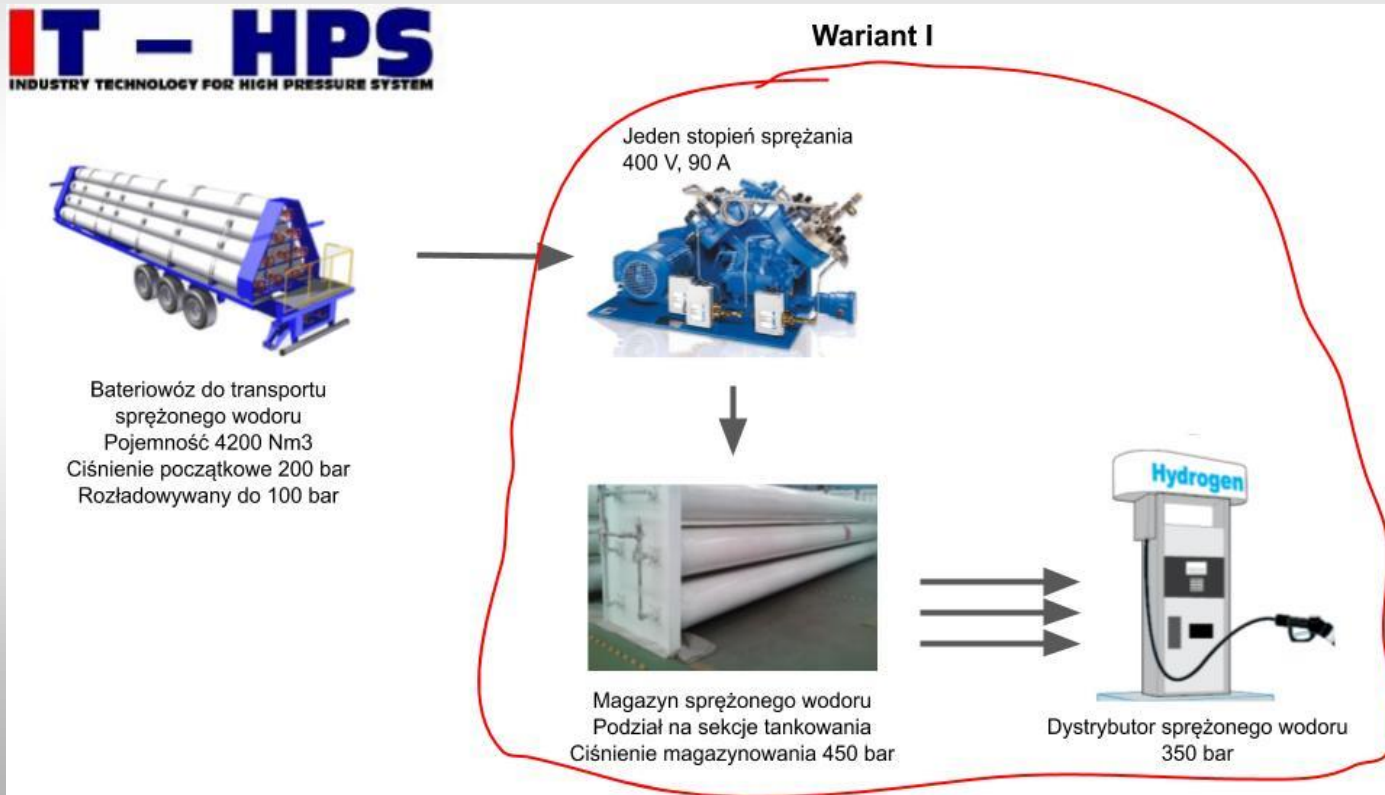 IT – HPS
INDUSTRY TECHNOLOGY FOR HIGH PRESSURE SYSTEM
Wariant I
Jeden stopień sprężania
400 V, 90 A
Bateriowóz do transportu
sprężonego wodoru
Pojemność 4200 Nm3
Ciśnienie początkowe 200 bar
Rozładowywany do 100 bar
Hydrogen
Magazyn sprężonego wodoru
Podział na sekcje tankowania
Ciśnienie magazynowania 450 bar
Dystrybutor sprężonego wodoru
350 bar